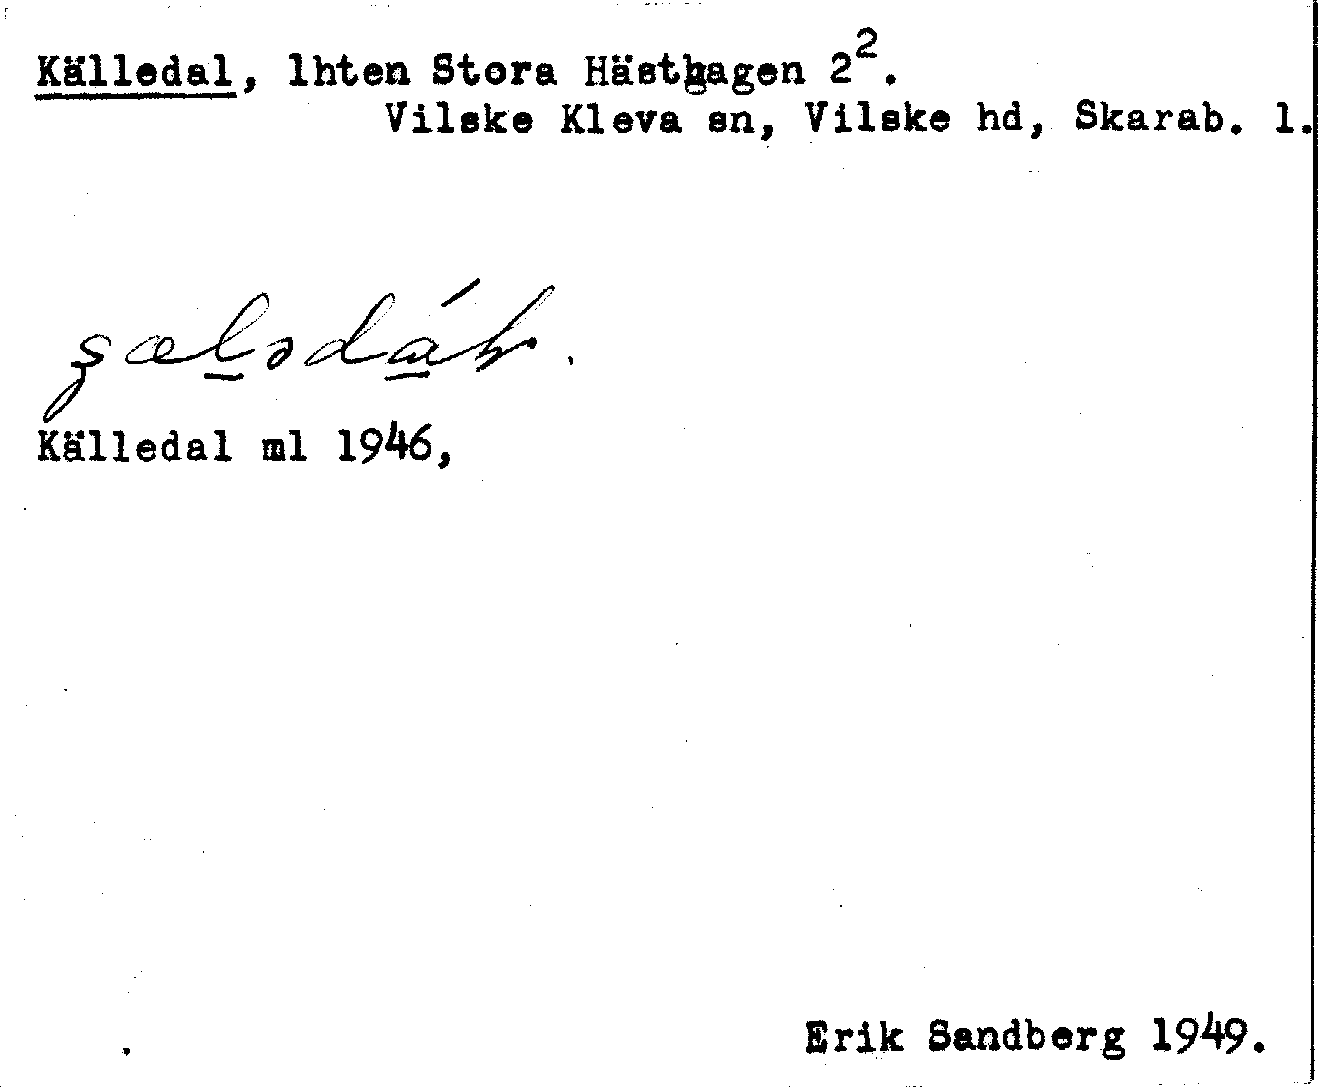 Källedal, lhten Stora Hästhagen 2².
Vilske Kleva sn, Vilske hd, Skarab. l.
Källedal ml 1946,
Erik Sandberg 1949.